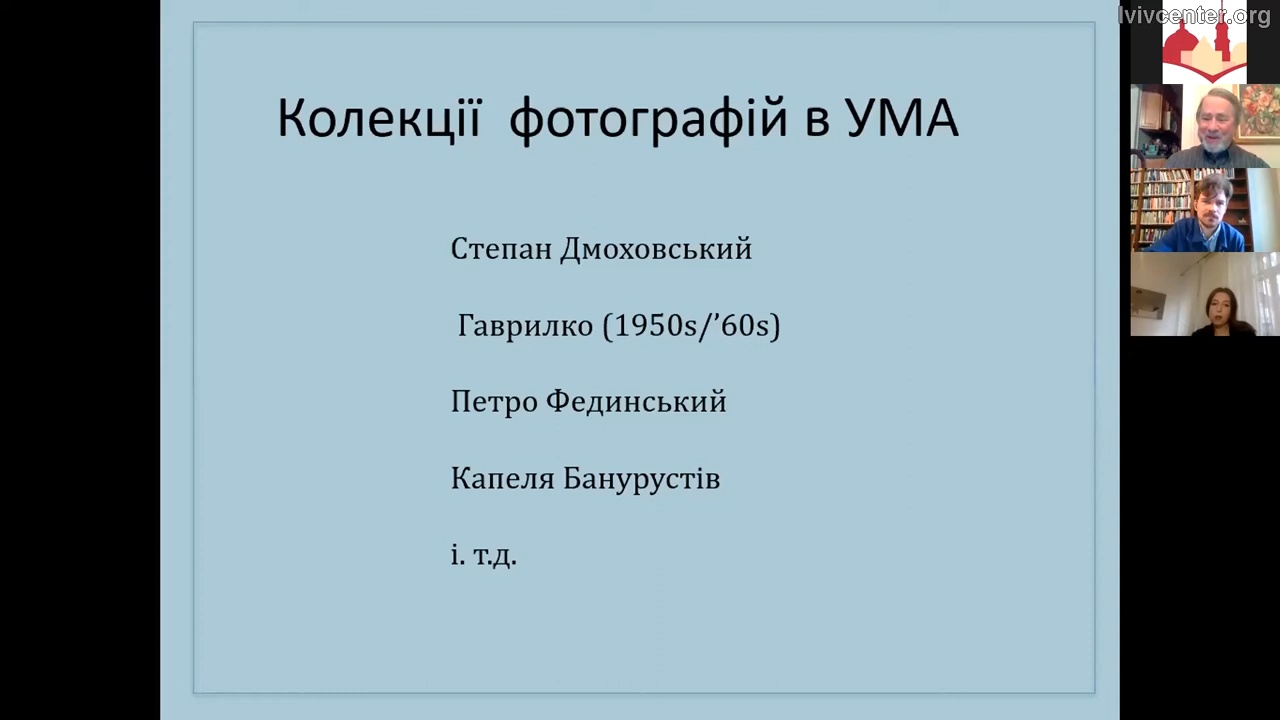 lvivcenter.org
Колекції фотографій в УМА
Степан Дмоховський
Гаврилко (1950s/’60s)
Петро Фединський
Капеля Банурустів
і. т.д.